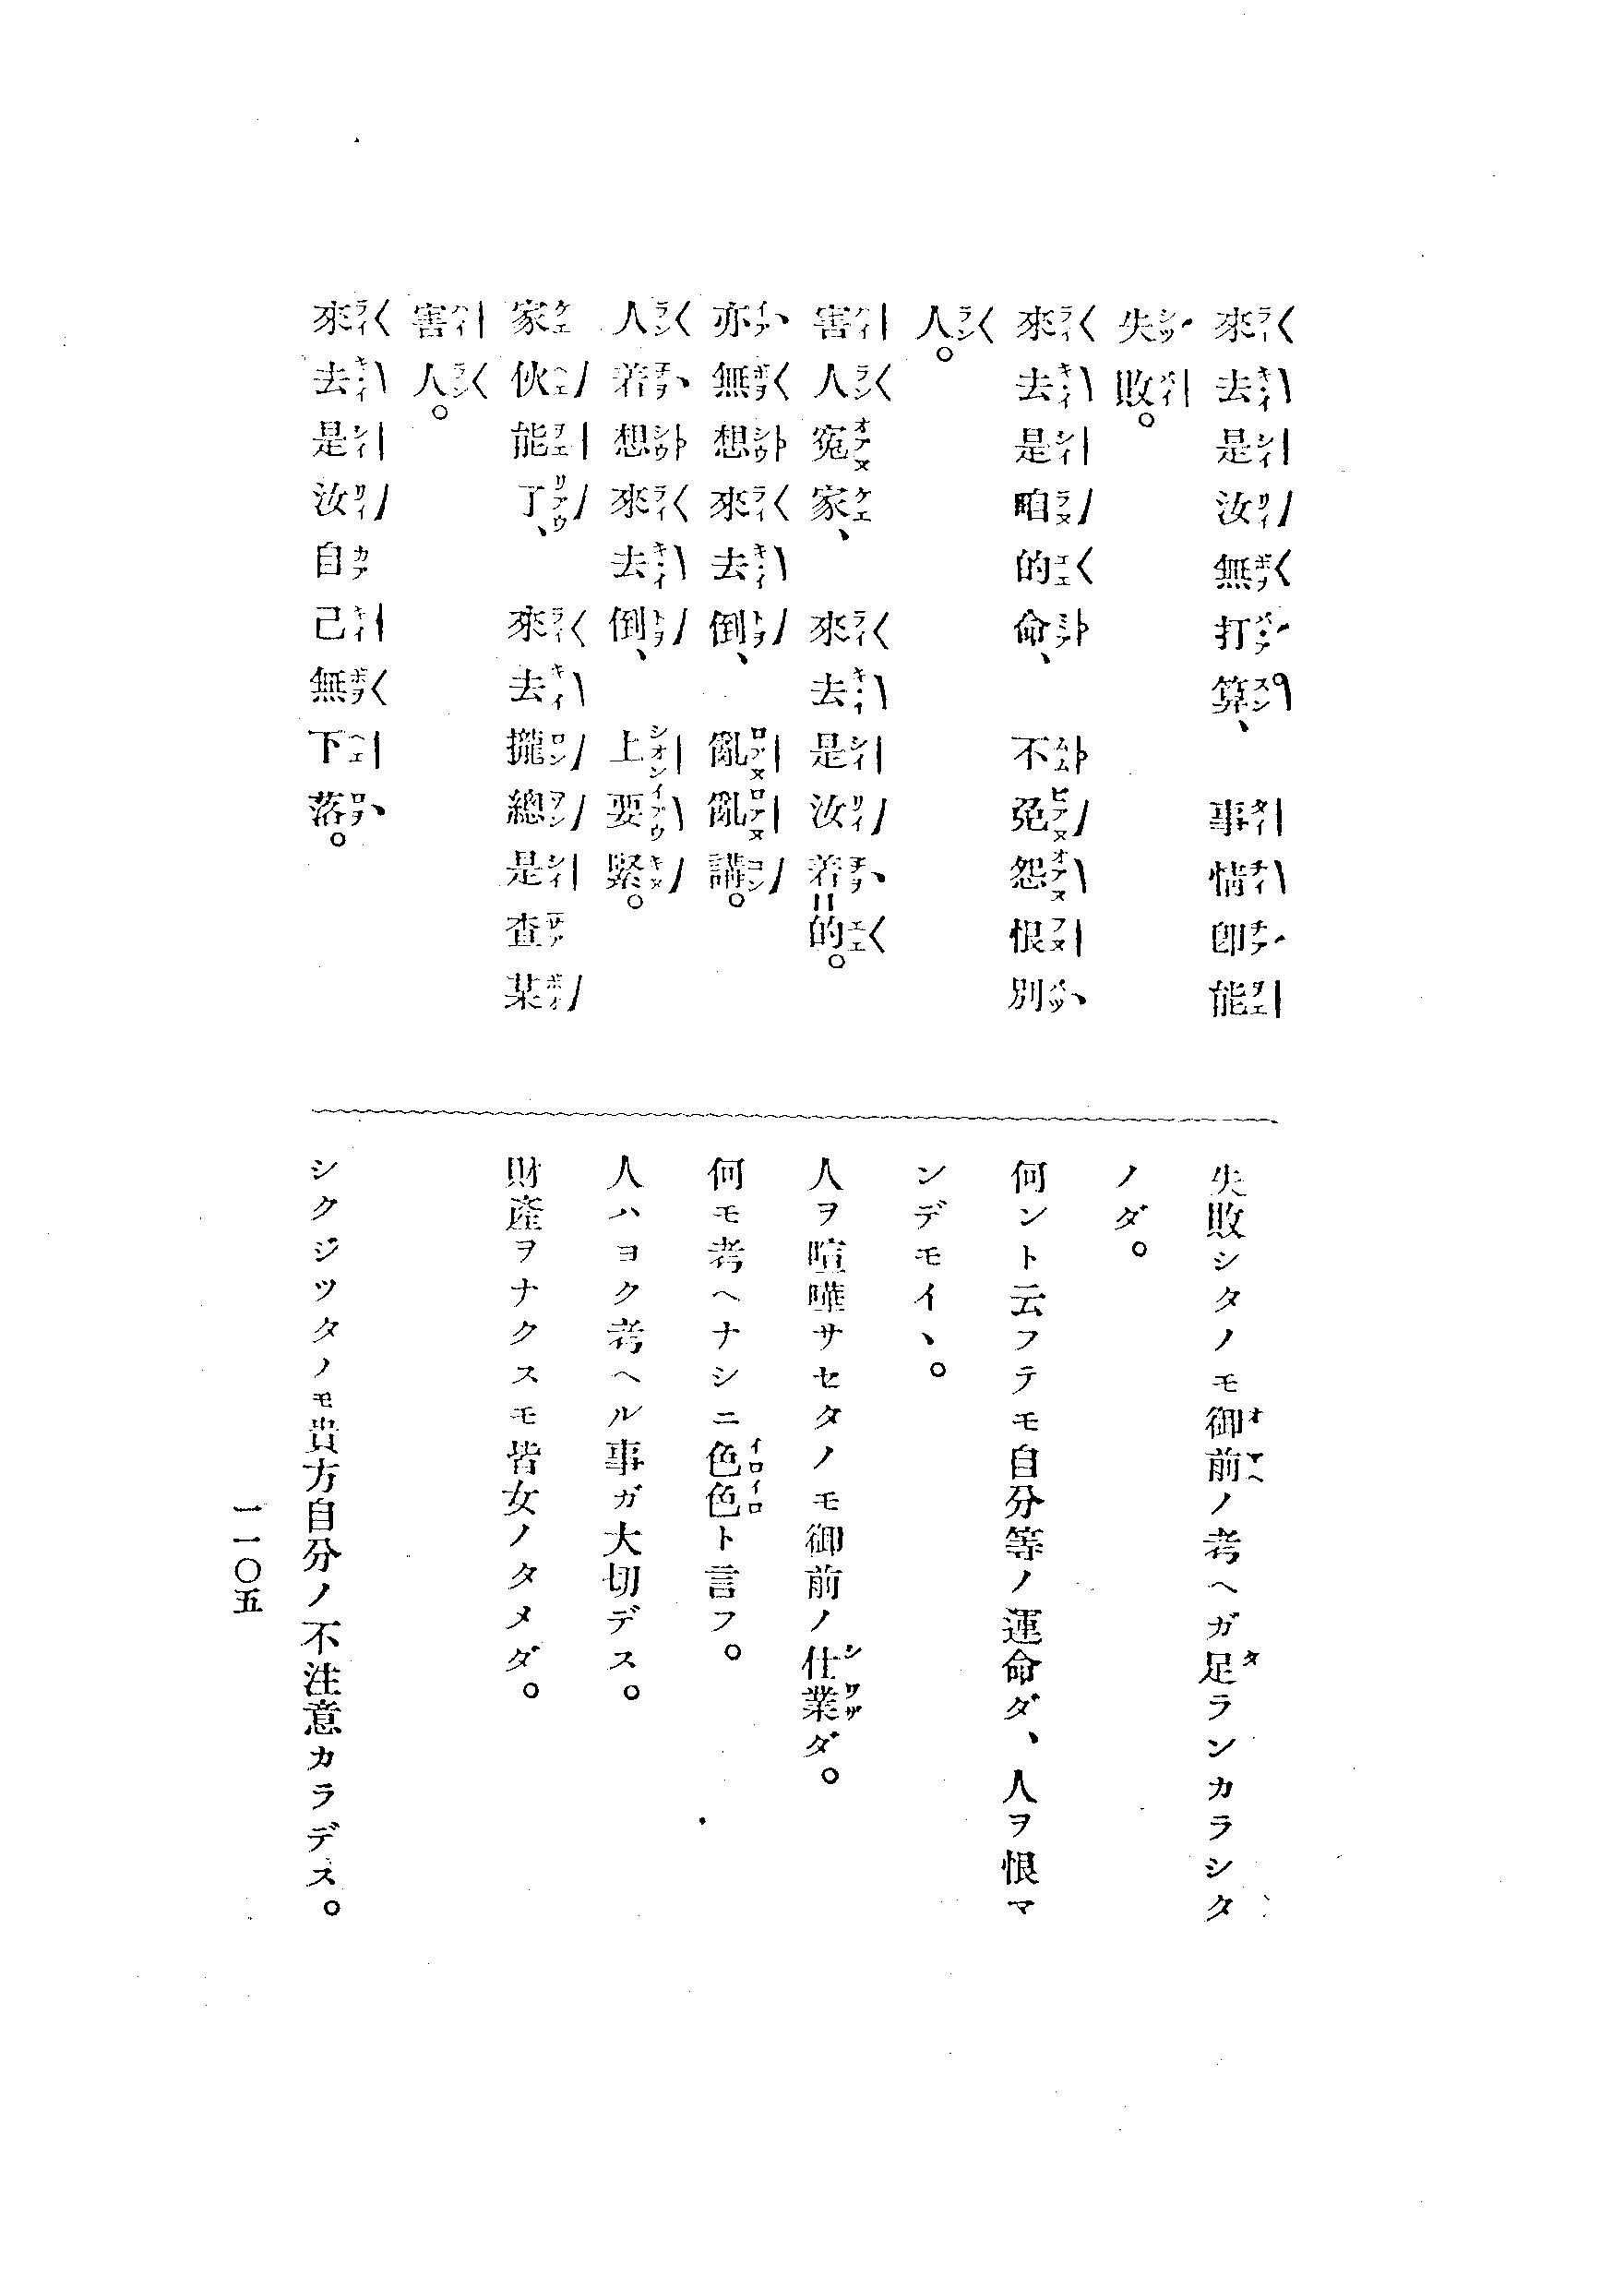 來去是汝無打算、事情卽能
失敗。
來去是咱的命、不免怨恨別
人。
害人冤家、來去是汝着=的。
亦無想來去倒、亂亂講。
人着想來去倒、上要緊。
家伙能了、來去攏總是查某
害人。
來去是汝自己無下落。
失敗シタノモ御前ノ考ヘガ足ランカラシタ
ノダ。
何ント云フテモ自分等ノ運命ダ、人ヲ恨マ
ンデモイヽ。
人ヲ喧嘩サセタノモ御前ノ仕業ダ。
何モ考ヘナシニ色色ト言フ。
人ハヨク考ヘル事ガ大切デス。
財產ヲナクスモ皆女ノタメダ。
シクジツタノモ貴方自分ノ不注意カラデス。
一一〇五